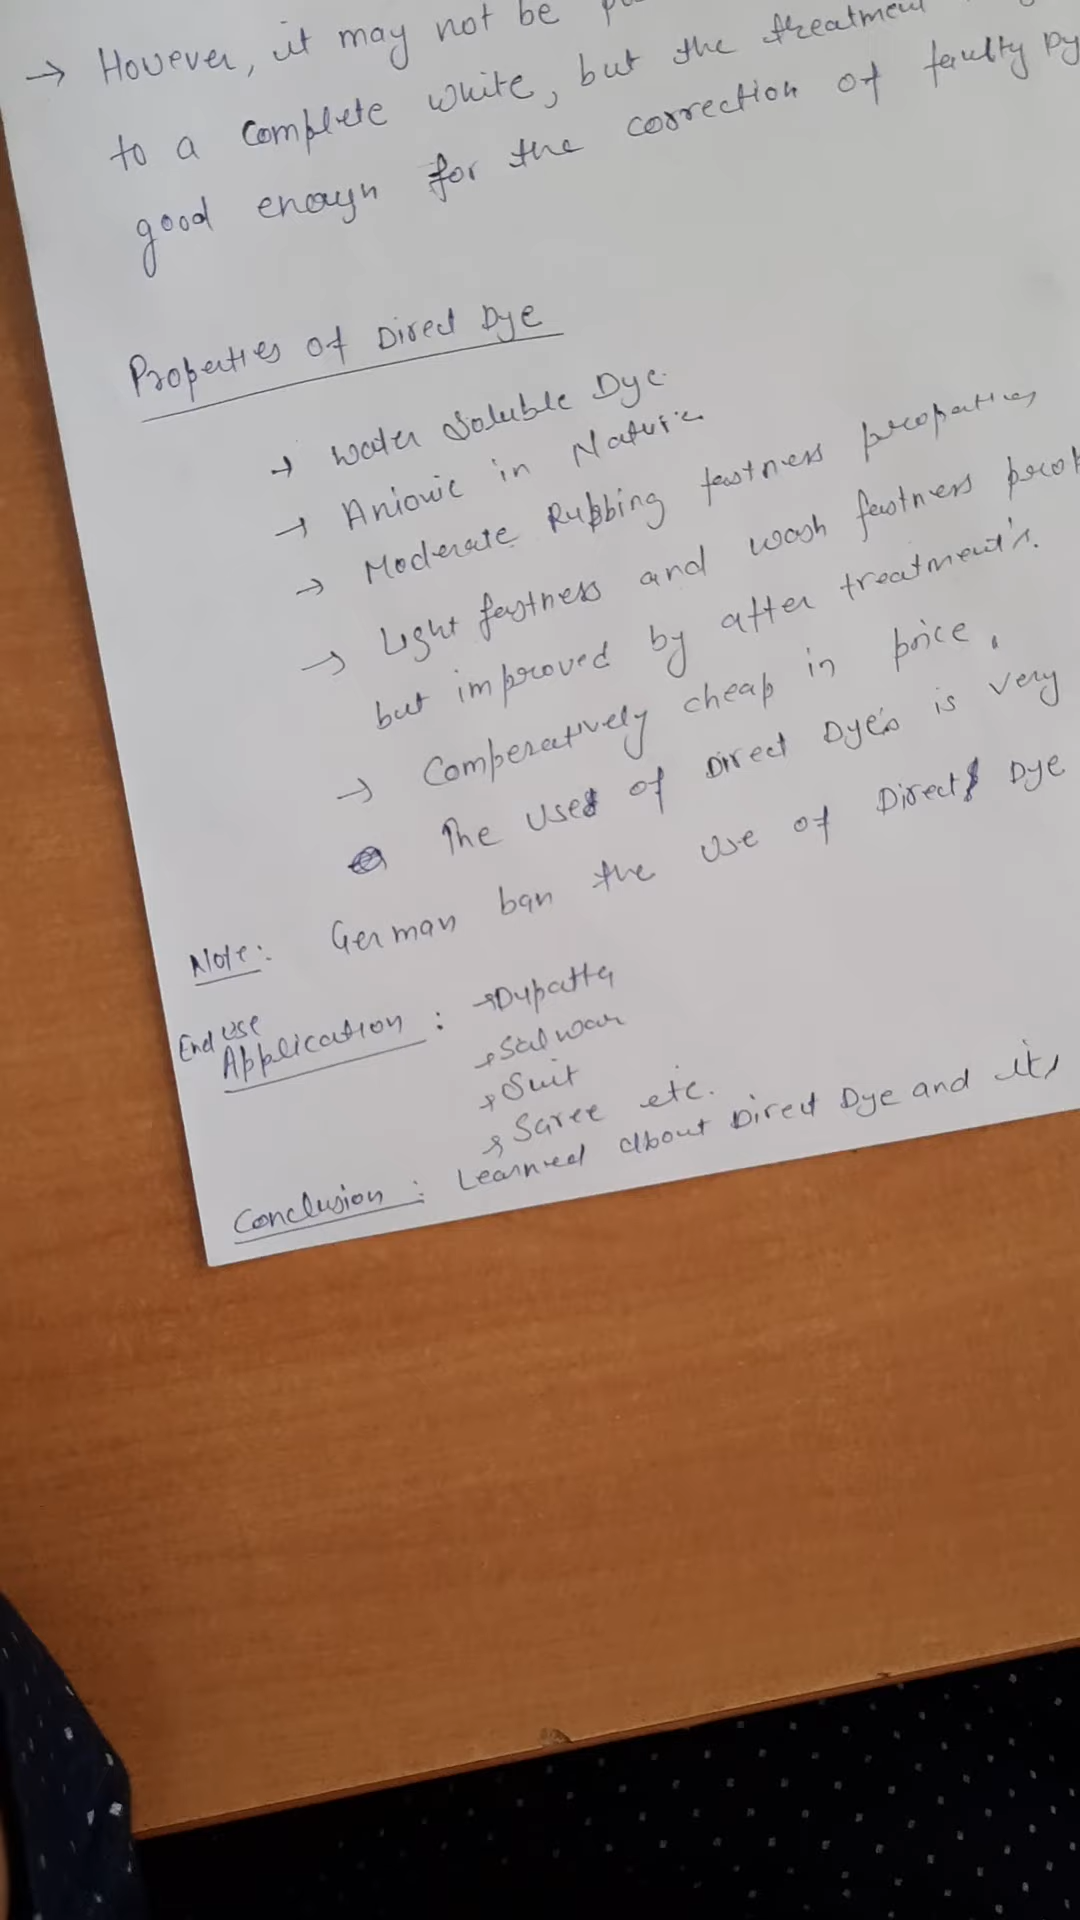 → However, it may not be
to a complete white, but the treatment
good enough for the correction of faulty Dy
Properties of Direct Dye
→ Water Soluble Dye.
→ Anionic in Nature
→ Moderate Rubbing fastness properties
→ Light fastness and wash fastness prop
but improved by after treatment's.
→ Comperatively cheap in price.
The Uses of Direct Dye's is very
Note: German ban the use of Direct Dye
End Use
Application : → Dupatta
→ Salwar
→ Suit
→ Saree etc.
Conclusion : Learned about Direct Dye and its